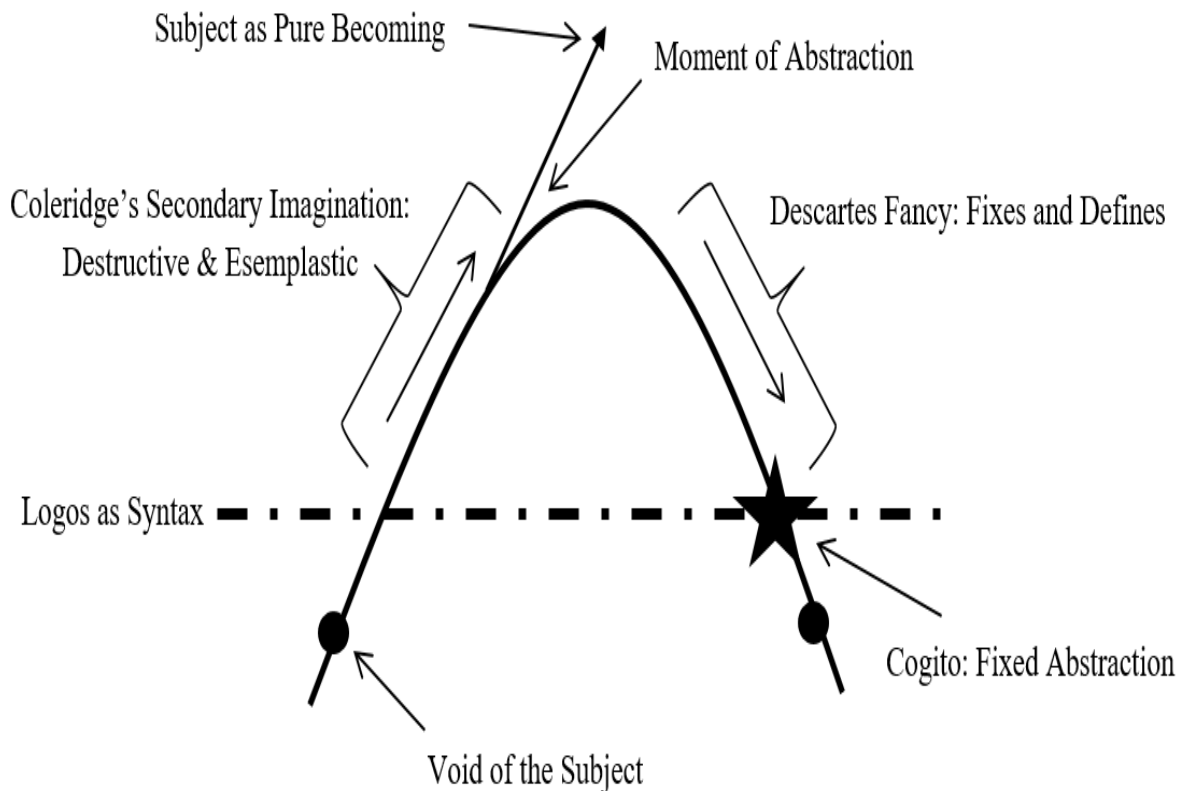 Subject as Pure Becoming
Moment of Abstraction
Coleridge’s Secondary Imagination:
Destructive & Esemplastic
Descartes Fancy: Fixes and Defines
Logos as Syntax
Cogito: Fixed Abstraction
Void of the Subject